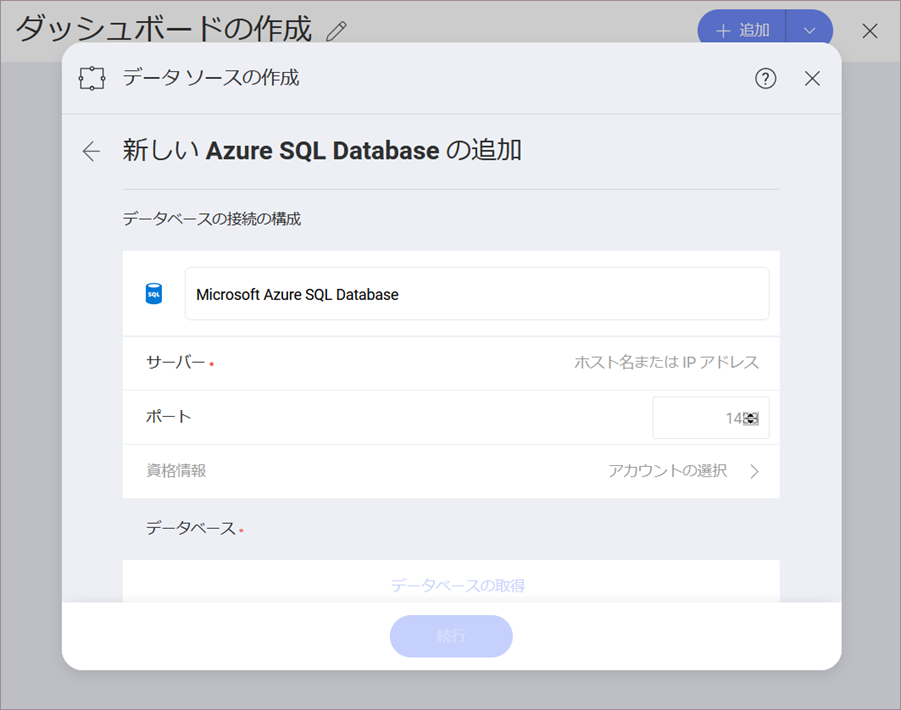 ダッシュボードの作成
追加
データ ソースの作成
新しい Azure SQL Database の追加
データベースの接続の構成
SQL
Microsoft Azure SQL Database
サーバー
ホスト名または IP アドレス
ポート
資格情報
アカウントの選択
データベース
データベースの取得
続行